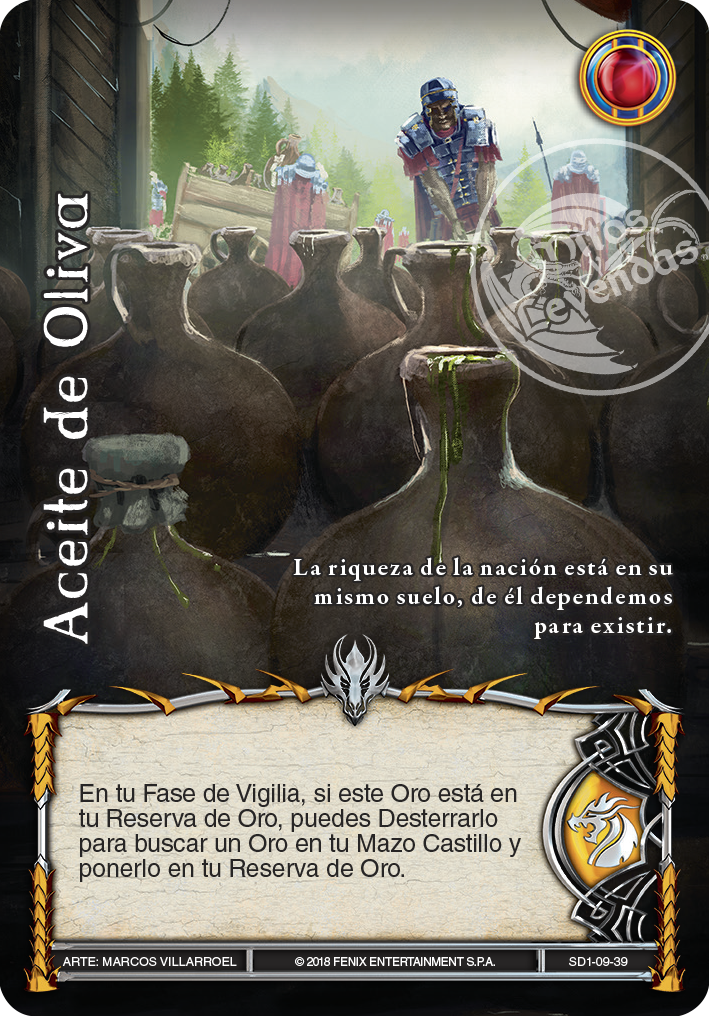 Aceite de Oliva
Mitos
y
Leyendas
La riqueza de la nación está en su
mismo suelo, de él dependemos
para existir.
En tu Fase de Vigilia, si este Oro está en
tu Reserva de Oro, puedes Desterrarlo
para buscar un Oro en tu Mazo Castillo y
ponerlo en tu Reserva de Oro.
ARTE: MARCOS VILLARROEL
© 2018 FENIX ENTERTAINMENT S.P.A.
SD1-09-39